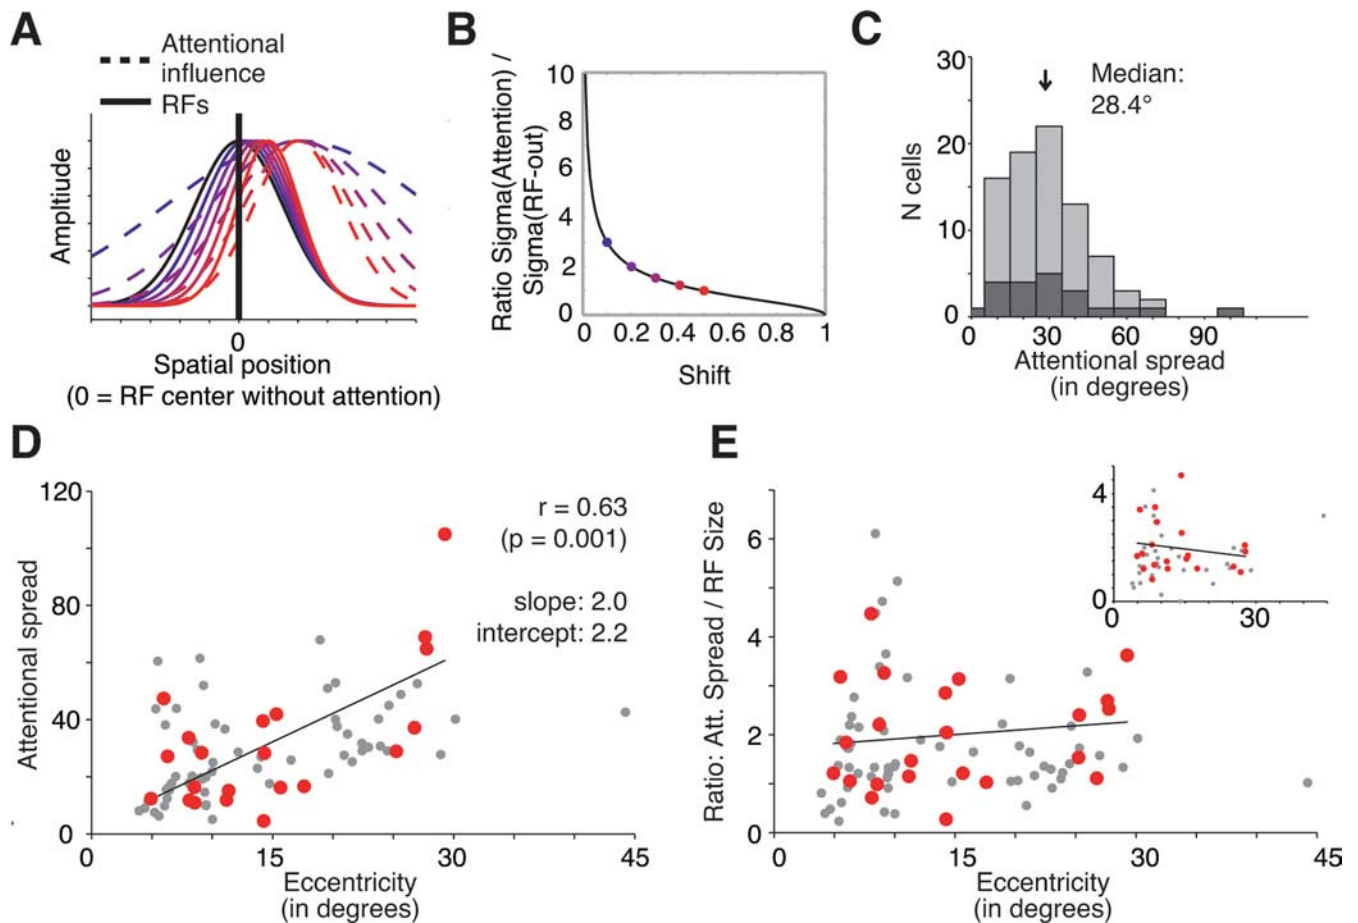 A
Attentional
influence
RFs
Ampltiude
0
Spatial position
(0 = RF center without attention)
B
Ratio Sigma(Attention) /
Sigma(RF-out)
10
8
6
4
2
0
0 0.2 0.4 0.6 0.8 1
Shift
C
N cells
30
20
10
0
Median:
28.4°
0 30 60 90
Attentional spread
(in degrees)
D
Attentional spread
120
80
40
0
r = 0.63
(p = 0.001)
slope: 2.0
intercept: 2.2
0 15 30 45
Eccentricity
(in degrees)
E
Ratio: Att. Spread / RF Size
6
4
2
0
4
0
0 30
0 15 30 45
Eccentricity
(in degrees)